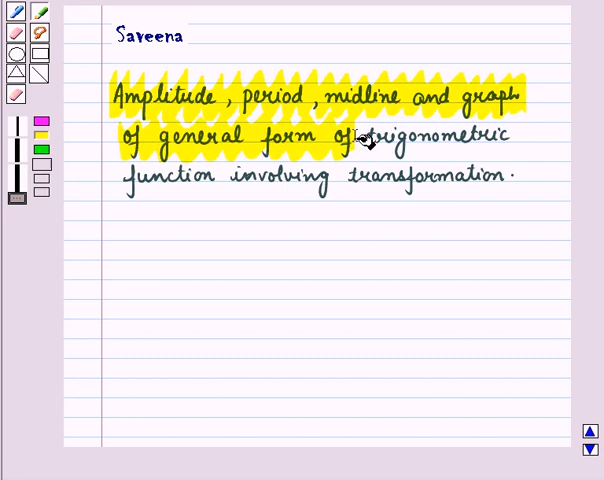 Saveena
Amplitude, period, midline and graph
of general form of trigonometric
function involving transformation.